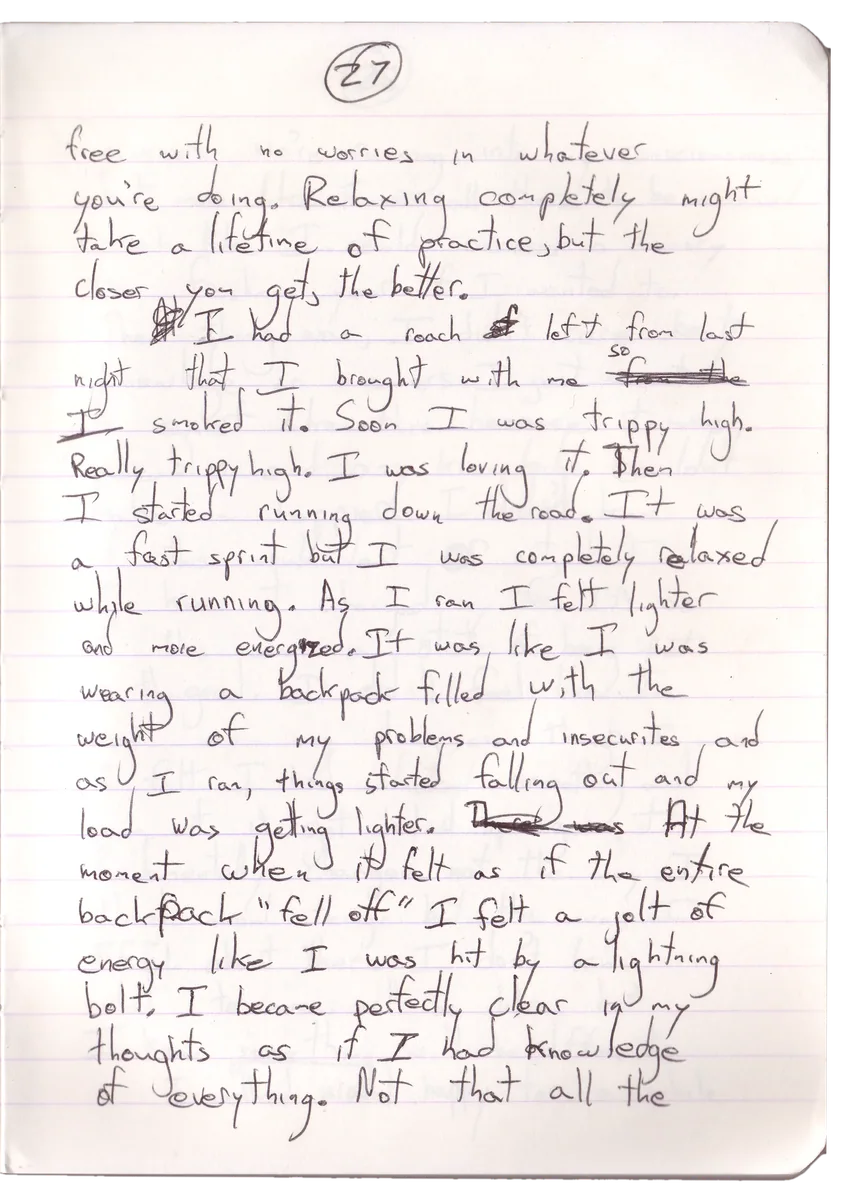 27
free with no worries in whatever
you're doing. Relaxing completely might
take a lifetime of practice, but the
closer you get, the better.
I had a roach left from last
so
night that I brought with me from the
I smoked it. Soon I was trippy high.
Really trippy high. I was loving it. Then
I started running down the road. It was
a fast sprint but I was completely relaxed
while running. As I ran I felt lighter
and more energized. It was like I was
wearing a backpack filled with the
weight of my problems and insecurites and
as I ran, things started falling out and my
load was getting lighter. There was At the
moment when it felt as if the entire
backpack "fell off" I felt a jolt of
energy like I was hit by a lightning
bolt. I became perfectly clear in my
thoughts as if I had knowledge
of everything. Not that all the